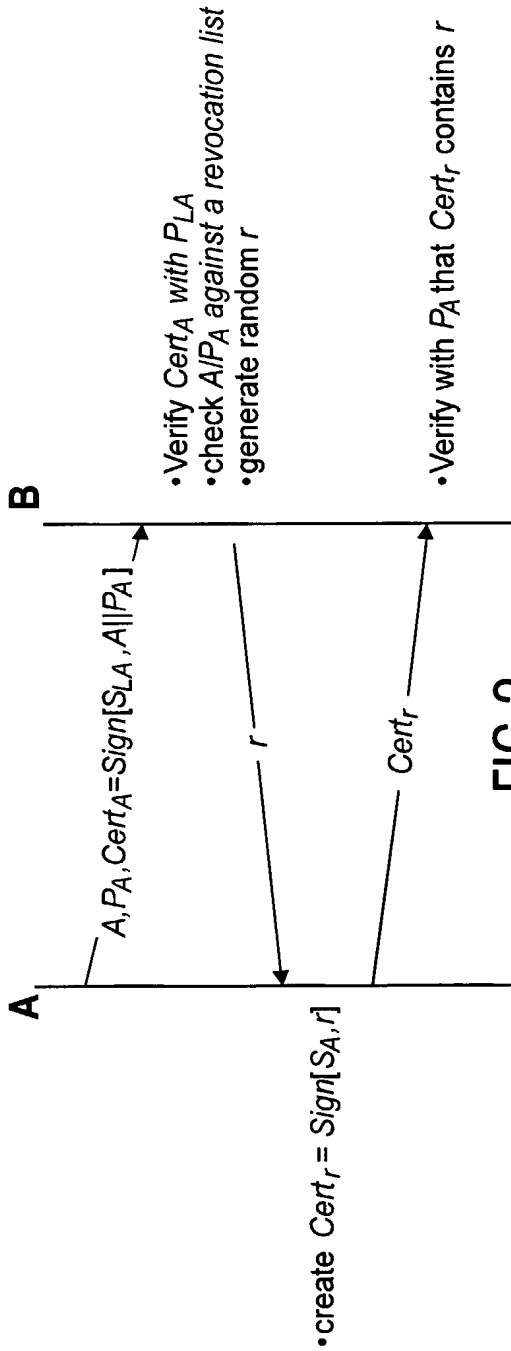 A
B
A,P_A,Cert_A=Sign[S_LA,A||P_A]
•Verify Cert_A with P_LA
•check A/P_A against a revocation list
•generate random r
r
•create Cert_r = Sign[S_A,r]
Cert_r
•Verify with P_A that Cert_r contains r